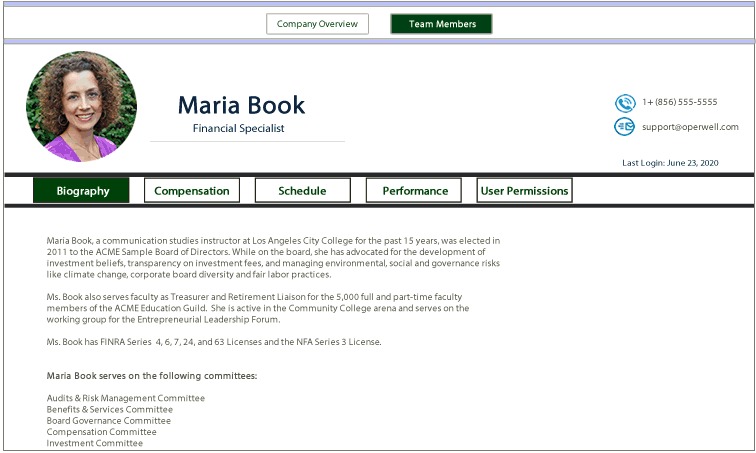 Company Overview
Team Members
Maria Book
Financial Specialist
1+ (856) 555-5555
support@operwell.com
Last Login: June 23, 2020
Biography
Compensation
Schedule
Performance
User Permissions
Maria Book, a communication studies instructor at Los Angeles City College for the past 15 years, was elected in
2011 to the ACME Sample Board of Directors. While on the board, she has advocated for the development of
investment beliefs, transparency on investment fees, and managing environmental, social and governance risks
like climate change, corporate board diversity and fair labor practices.
Ms. Book also serves faculty as Treasurer and Retirement Liaison for the 5,000 full and part-time faculty
members of the ACME Education Guild. She is active in the Community College arena and serves on the
working group for the Entrepreneurial Leadership Forum.
Ms. Book has FINRA Series 4, 6, 7, 24, and 63 Licenses and the NFA Series 3 License.
Maria Book serves on the following committees:
Audits & Risk Management Committee
Benefits & Services Committee
Board Governance Committee
Compensation Committee
Investment Committee